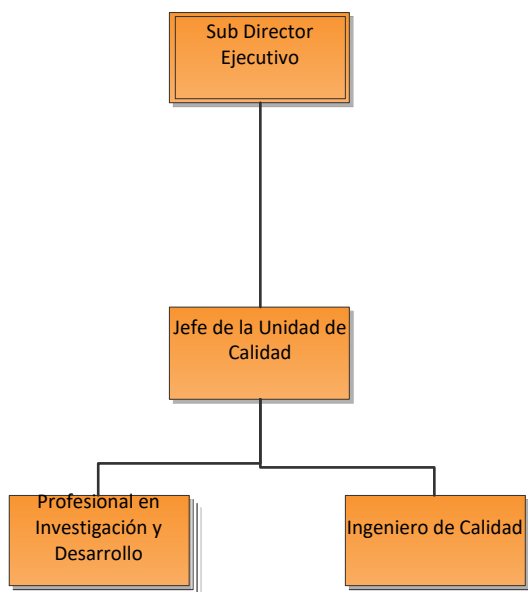 Sub Director
Ejecutivo
Jefe de la Unidad de
Calidad
Profesional en
Investigación y
Desarrollo
Ingeniero de Calidad